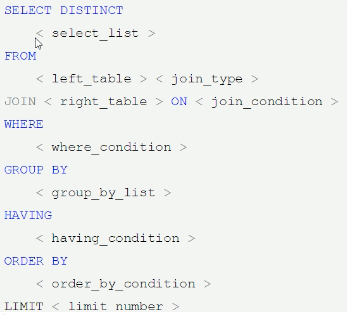 SELECT DISTINCT
< select_list >
FROM
< left_table > < join_type >
JOIN < right_table > ON < join_condition >
WHERE
< where_condition >
GROUP BY
< group_by_list >
HAVING
< having_condition >
ORDER BY
< order_by_condition >
LIMIT < limit number >